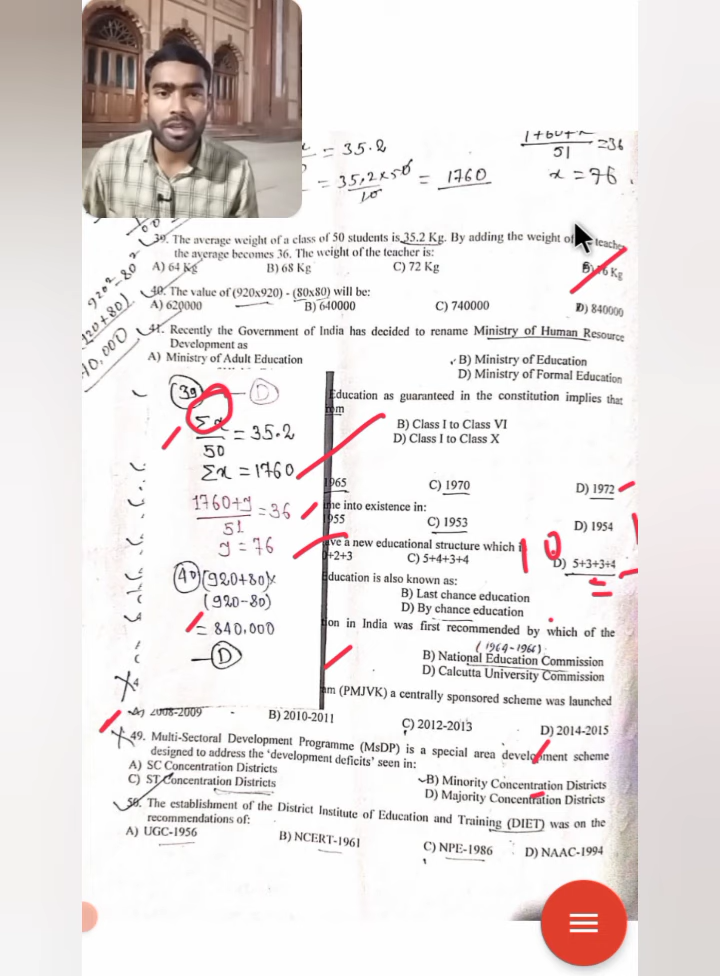 = 35.2
= 35.2x50/10 = 1760
1+60+x/51 = 36
x = 76
39. The average weight of a class of 50 students is 35.2 Kg. By adding the weight of teacher
the average becomes 36. The weight of the teacher is:
A) 64 Kg B) 68 Kg C) 72 Kg Kg
40. The value of (920x920) - (80x80) will be:
A) 620000 B) 640000 C) 740000 D) 840000
41. Recently the Government of India has decided to rename Ministry of Human Resource
Development as
A) Ministry of Adult Education B) Ministry of Education
D) Ministry of Formal Education
39 D
Σx/50 = 35.2
Σx = 1760
1760+y/51 = 36
y = 76
40 (920+80)x
(920-80)
= 840,000
D
Education as guaranteed in the constitution implies that
B) Class I to Class VI
D) Class I to Class X
1965 C) 1970 D) 1972
me into existence in:
1955 C) 1953 D) 1954
ave a new educational structure which
+2+3 C) 5+4+3+4 D) 5+3+3+4
10
Education is also known as:
B) Last chance education
D) By chance education
ion in India was first recommended by which of the
(1964-1966)
B) National Education Commission
D) Calcutta University Commission
am (PMJVK) a centrally sponsored scheme was launched
A) 2008-2009 B) 2010-2011 C) 2012-2013 D) 2014-2015
49. Multi-Sectoral Development Programme (MsDP) is a special area development scheme
designed to address the 'development deficits' seen in:
A) SC Concentration Districts B) Minority Concentration Districts
C) ST Concentration Districts D) Majority Concentration Districts
50. The establishment of the District Institute of Education and Training (DIET) was on the
recommendations of:
A) UGC-1956 B) NCERT-1961 C) NPE-1986 D) NAAC-1994